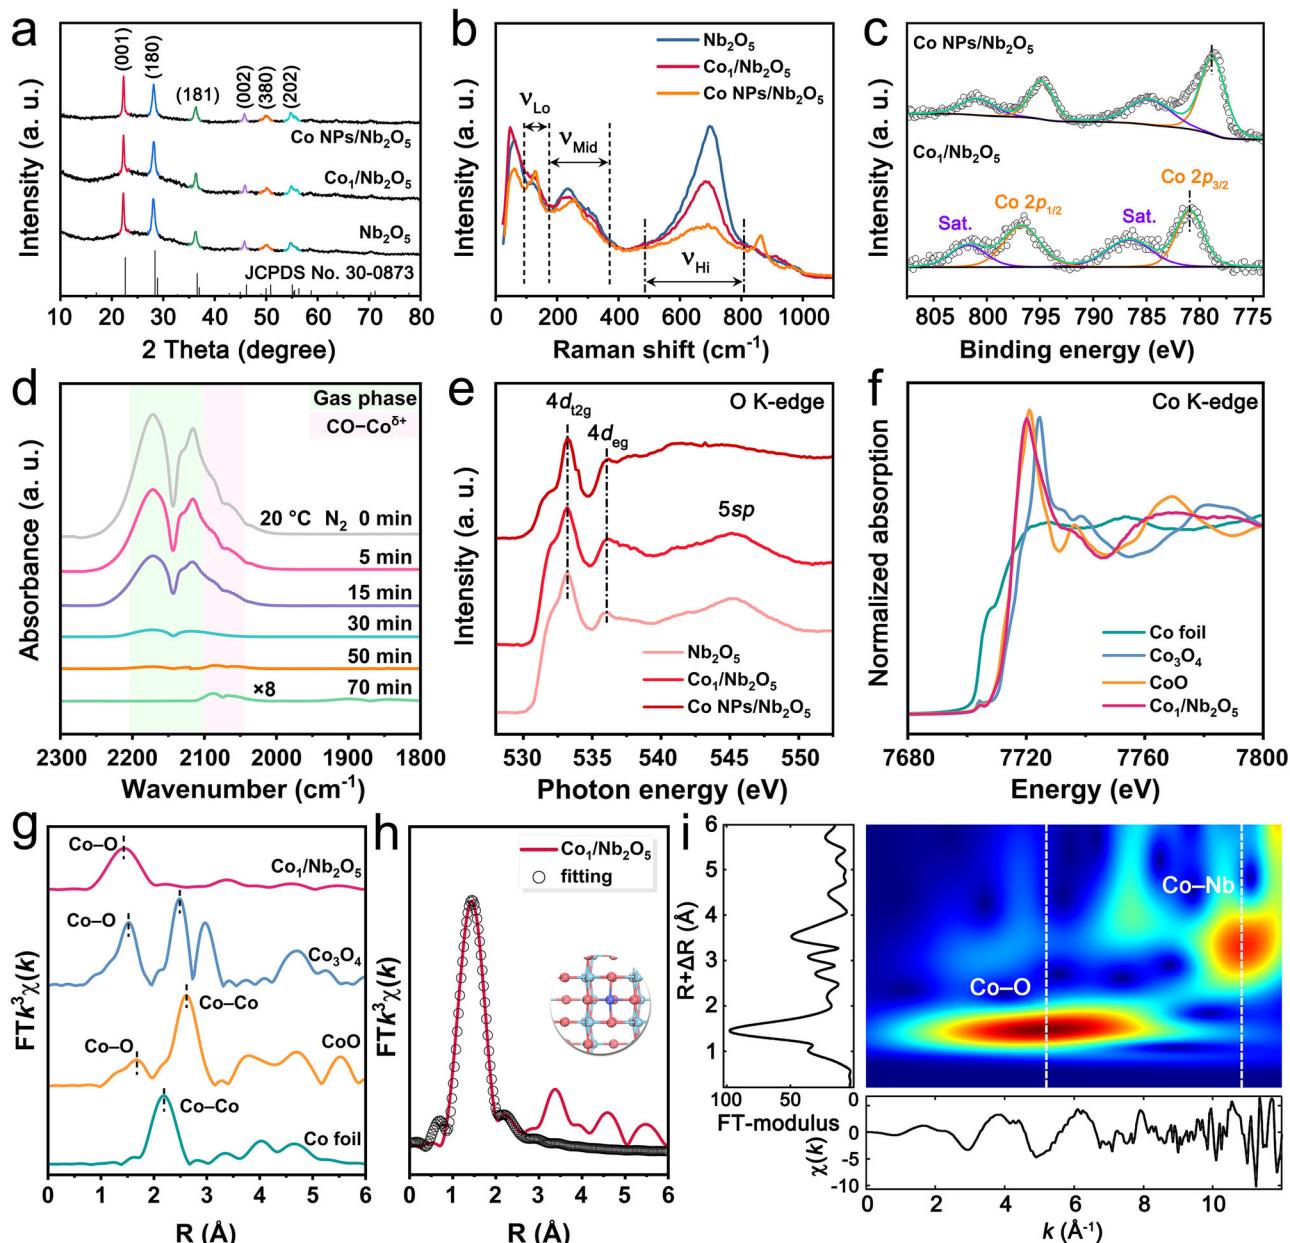 a
Intensity (a. u.)
(001)
(180)
(181)
(002)
(380)
(202)
Co NPs/Nb₂O₅
Co₁/Nb₂O₅
Nb₂O₅
JCPDS No. 30-0873
10 20 30 40 50 60 70 80
2 Theta (degree)
b
Intensity (a. u.)
Nb₂O₅
Co₁/Nb₂O₅
Co NPs/Nb₂O₅
νLo
νMid
νHi
0 200 400 600 800 1000
Raman shift (cm⁻¹)
c
Intensity (a. u.)
Co NPs/Nb₂O₅
Co₁/Nb₂O₅
Co 2p₃/₂
Co 2p₁/₂
Sat.
Sat.
805 800 795 790 785 780 775
Binding energy (eV)
d
Absorbance (a. u.)
Gas phase
CO−Coᵟ⁺
20 °C N₂ 0 min
5 min
15 min
30 min
50 min
×8 70 min
2300 2200 2100 2000 1900 1800
Wavenumber (cm⁻¹)
e
Intensity (a. u.)
O K-edge
4dt2g
4deg
5sp
Nb₂O₅
Co₁/Nb₂O₅
Co NPs/Nb₂O₅
530 535 540 545 550
Photon energy (eV)
f
Normalized absorption
Co K-edge
Co foil
Co₃O₄
CoO
Co₁/Nb₂O₅
7680 7720 7760 7800
Energy (eV)
g
FTk³χ(k)
Co–O
Co₁/Nb₂O₅
Co–O
Co₃O₄
Co–Co
Co–O
CoO
Co–Co
Co foil
0 1 2 3 4 5 6
R (Å)
h
FTk³χ(k)
Co₁/Nb₂O₅
fitting
0 1 2 3 4 5 6
R (Å)
i
R+ΔR (Å)
6
5
4
3
2
1
100 50 0
FT-modulus
Co–Nb
Co–O
χ(k)
0
-5
-10
0 2 4 6 8 10
k (Å⁻¹)